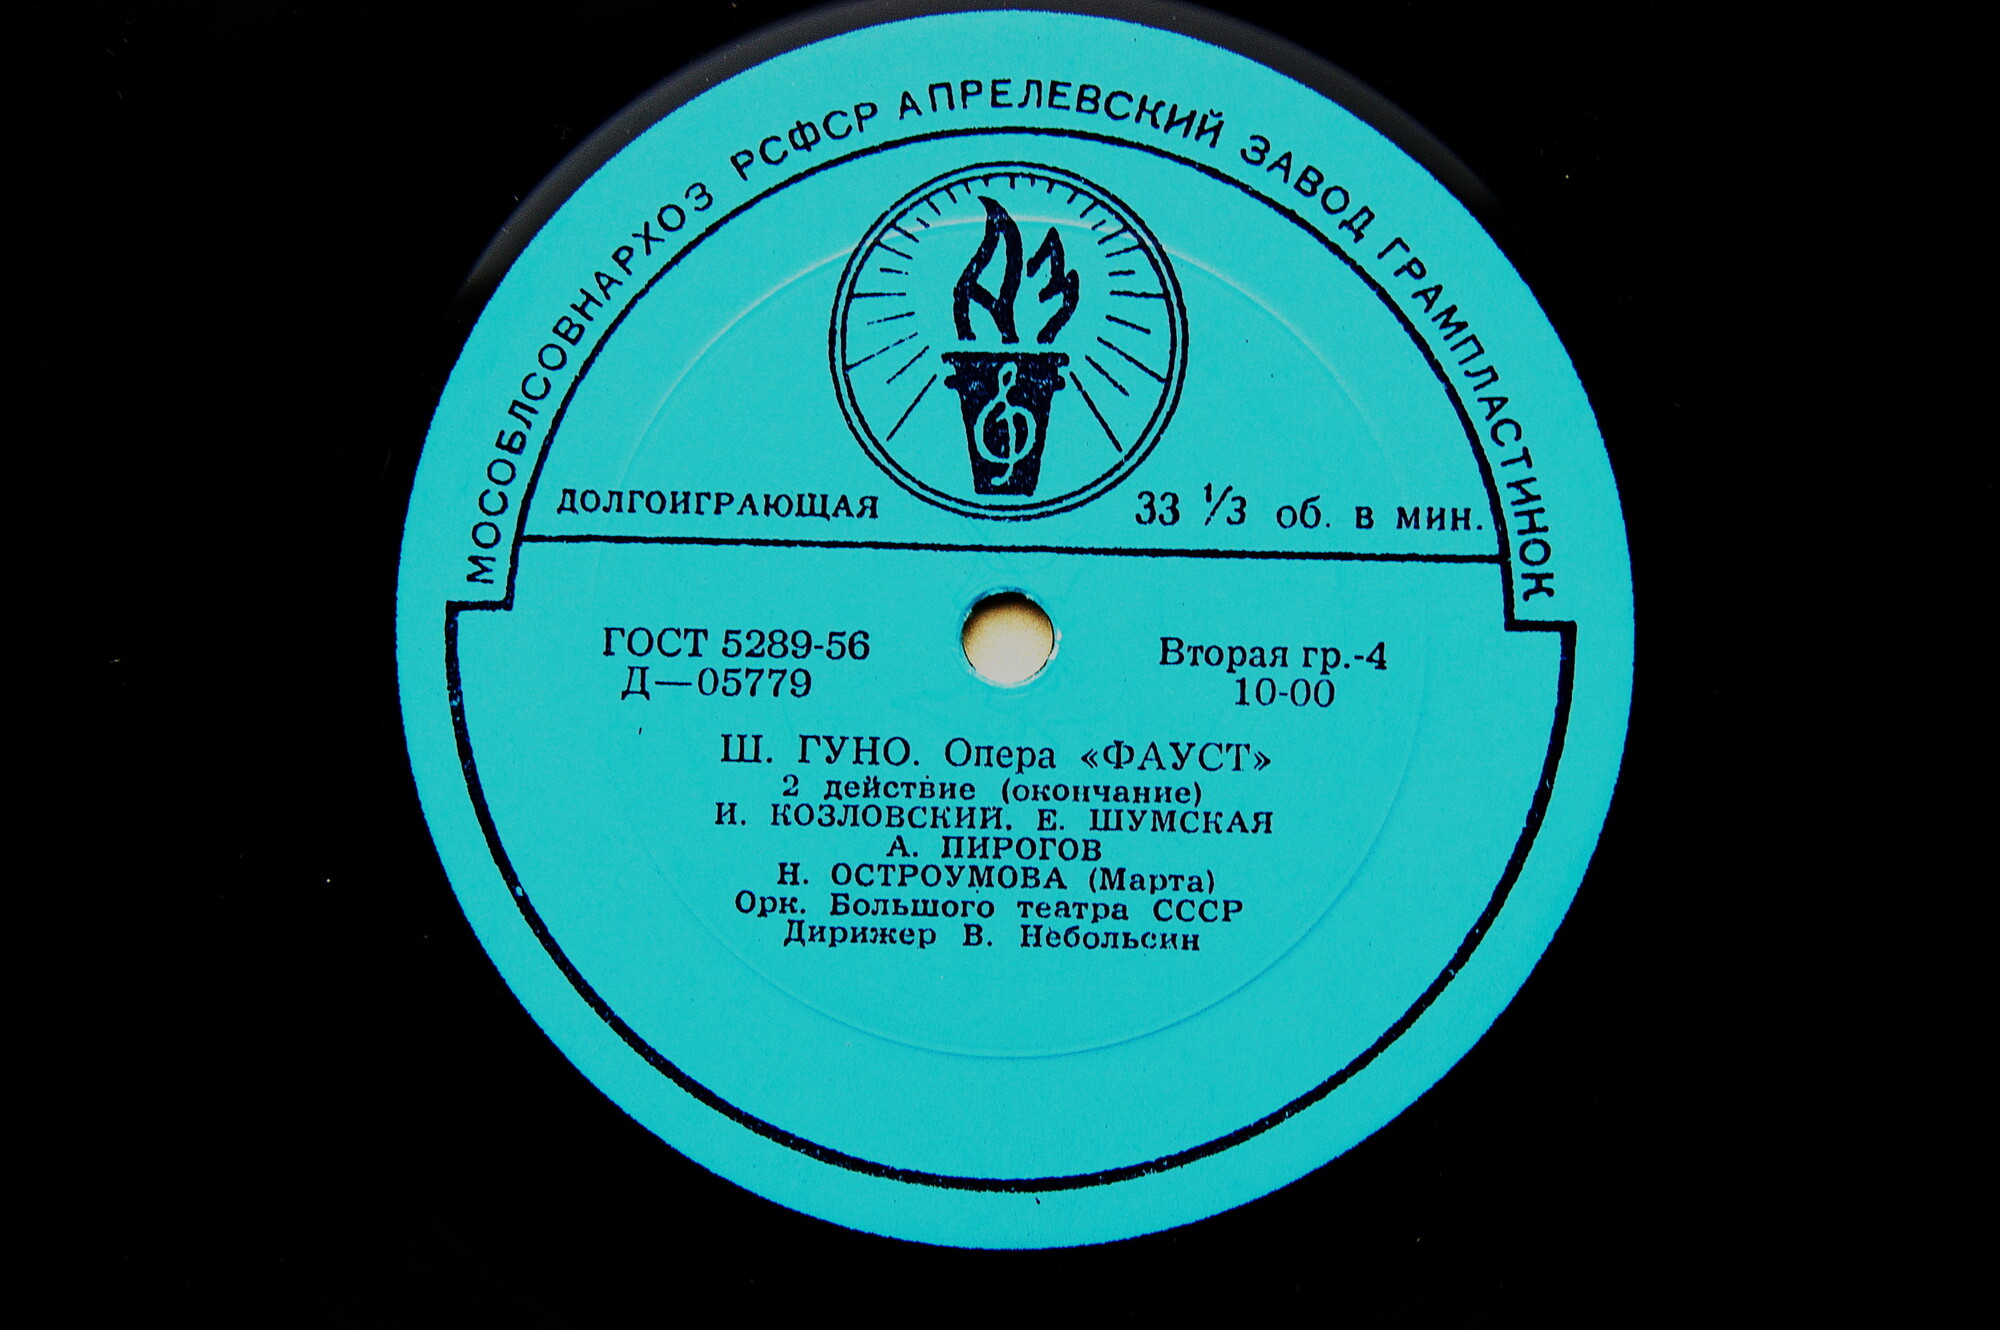 МОСОБЛСОВНАРХОЗ РСФСР АПРЕЛЕВСКИЙ ЗАВОД ГРАМПЛАСТИНОК
АЗ
ДОЛГОИГРАЮЩАЯ 33 1/3 об. в мин.
ГОСТ 5289-56 Вторая гр.-4
Д—05779 10-00
Ш. ГУНО. Опера «ФАУСТ»
2 действие (окончание)
И. КОЗЛОВСКИЙ. Е. ШУМСКАЯ
А. ПИРОГОВ
Н. ОСТРОУМОВА (Марта)
Орк. Большого театра СССР
Дирижер В. Небольсин